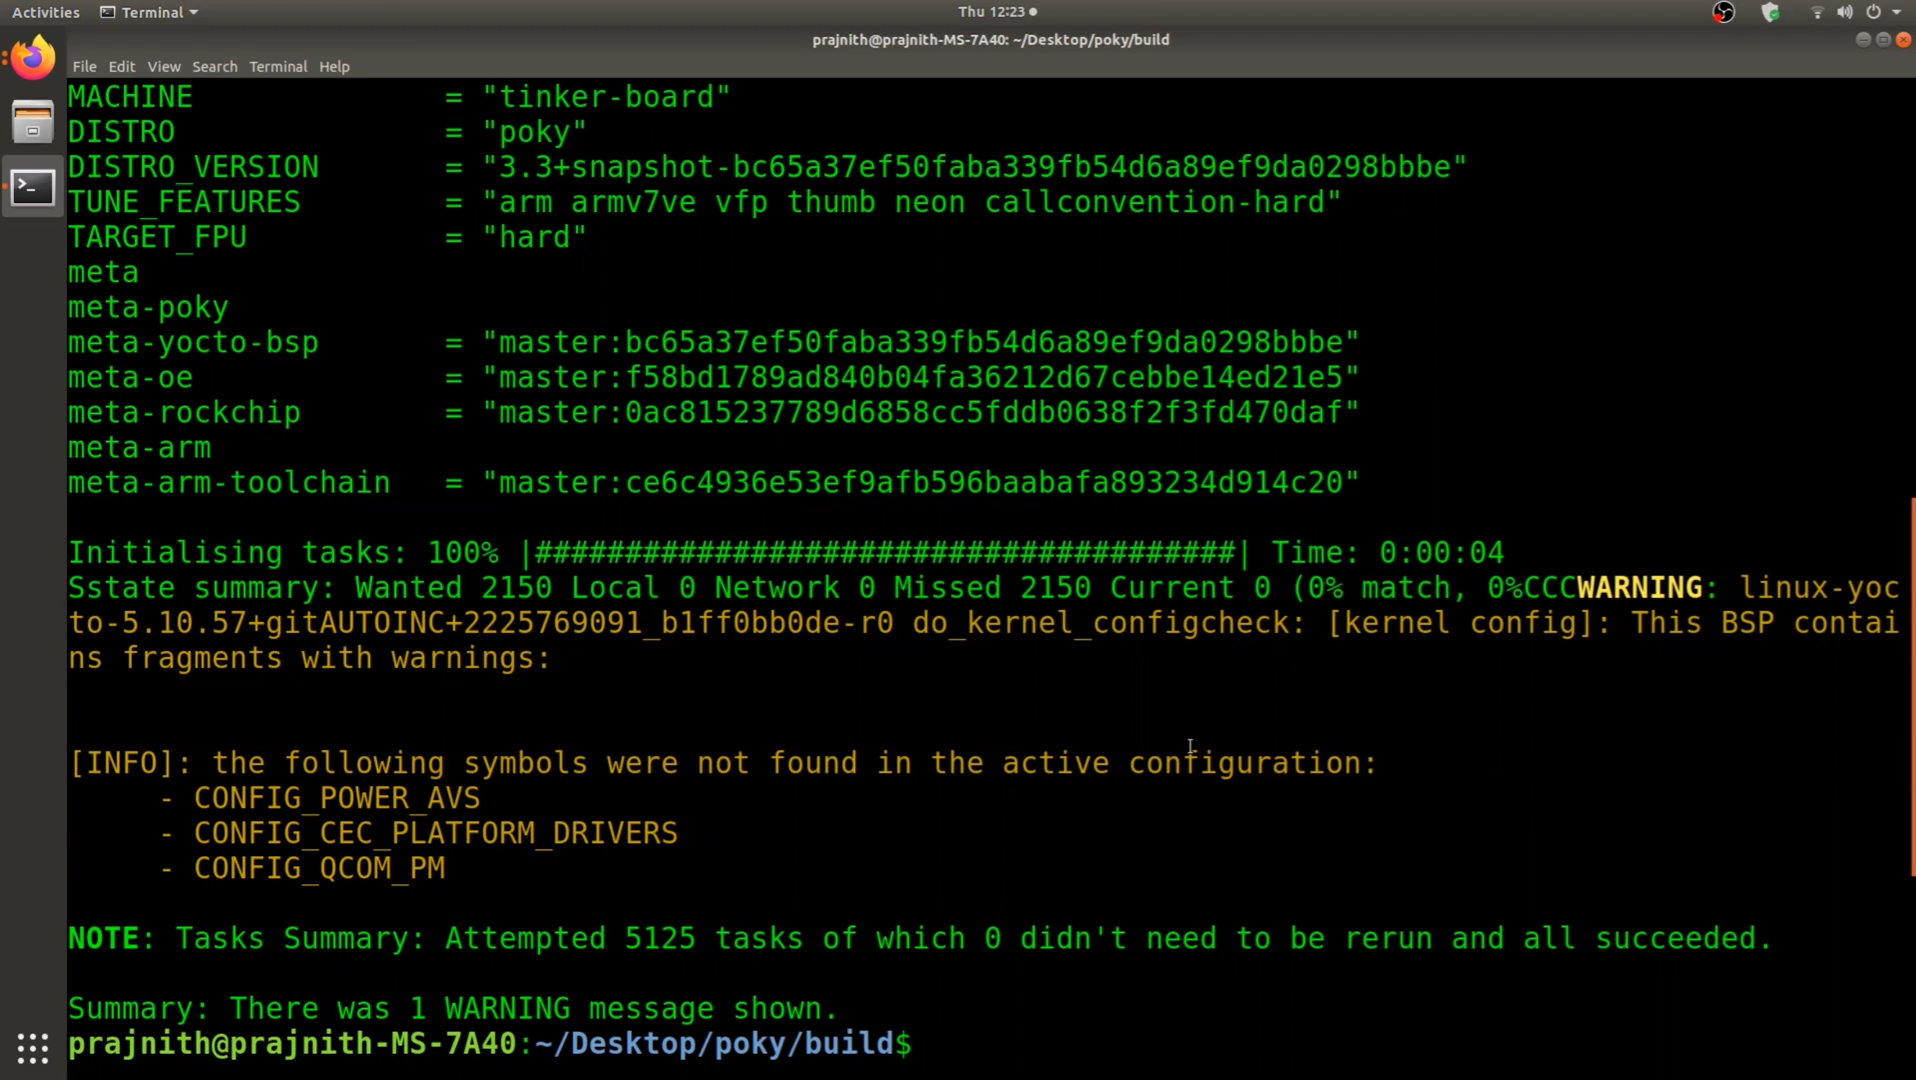 Activities Terminal Thu 12:23
prajnith@prajnith-MS-7A40: ~/Desktop/poky/build
File Edit View Search Terminal Help
MACHINE = "tinker-board"
DISTRO = "poky"
DISTRO_VERSION = "3.3+snapshot-bc65a37ef50faba339fb54d6a89ef9da0298bbbe"
TUNE_FEATURES = "arm armv7ve vfp thumb neon callconvention-hard"
TARGET_FPU = "hard"
meta
meta-poky
meta-yocto-bsp = "master:bc65a37ef50faba339fb54d6a89ef9da0298bbbe"
meta-oe = "master:f58bd1789ad840b04fa36212d67cebbe14ed21e5"
meta-rockchip = "master:0ac815237789d6858cc5fddb0638f2f3fd470daf"
meta-arm
meta-arm-toolchain = "master:ce6c4936e53ef9afb596baabafa893234d914c20"
Initialising tasks: 100% |#######################################| Time: 0:00:04
Sstate summary: Wanted 2150 Local 0 Network 0 Missed 2150 Current 0 (0% match, 0%CCCWARNING: linux-yoc
to-5.10.57+gitAUTOINC+2225769091_b1ff0bb0de-r0 do_kernel_configcheck: [kernel config]: This BSP contai
ns fragments with warnings:
[INFO]: the following symbols were not found in the active configuration:
- CONFIG_POWER_AVS
- CONFIG_CEC_PLATFORM_DRIVERS
- CONFIG_QCOM_PM
NOTE: Tasks Summary: Attempted 5125 tasks of which 0 didn't need to be rerun and all succeeded.
Summary: There was 1 WARNING message shown.
prajnith@prajnith-MS-7A40:~/Desktop/poky/build$